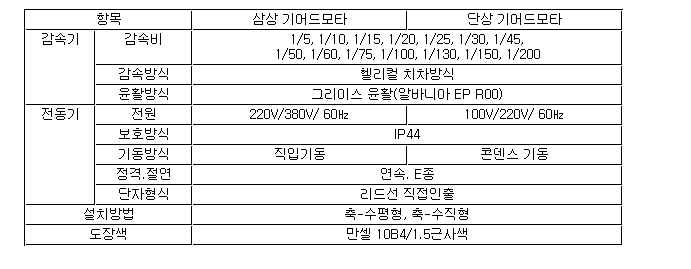 항목 삼상 기어드모타 단상 기어드모타
감속기 감속비 1/5, 1/10, 1/15, 1/20, 1/25, 1/30, 1/45,
1/50, 1/60, 1/75, 1/100, 1/130, 1/150, 1/200
감속방식 헬리컬 치차방식
윤활방식 그리이스 윤활(알바니아 EP R00)
전동기 전원 220V/380V/ 60Hz 100V/220V/ 60Hz
보호방식 IP44
기동방식 직입기동 콘덴스 기동
정격.절연 연속. E종
단자형식 리드선 직접인출
설치방법 축-수평형, 축-수직형
도장색 만셀 10B4/1.5근사색